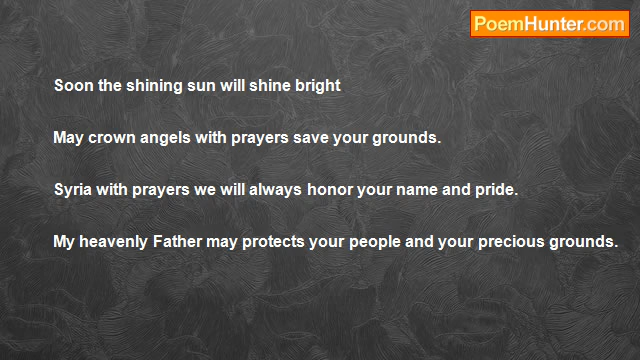 PoemHunter.com
Soon the shining sun will shine bright
May crown angels with prayers save your grounds.
Syria with prayers we will always honor your name and pride.
My heavenly Father may protects your people and your precious grounds.